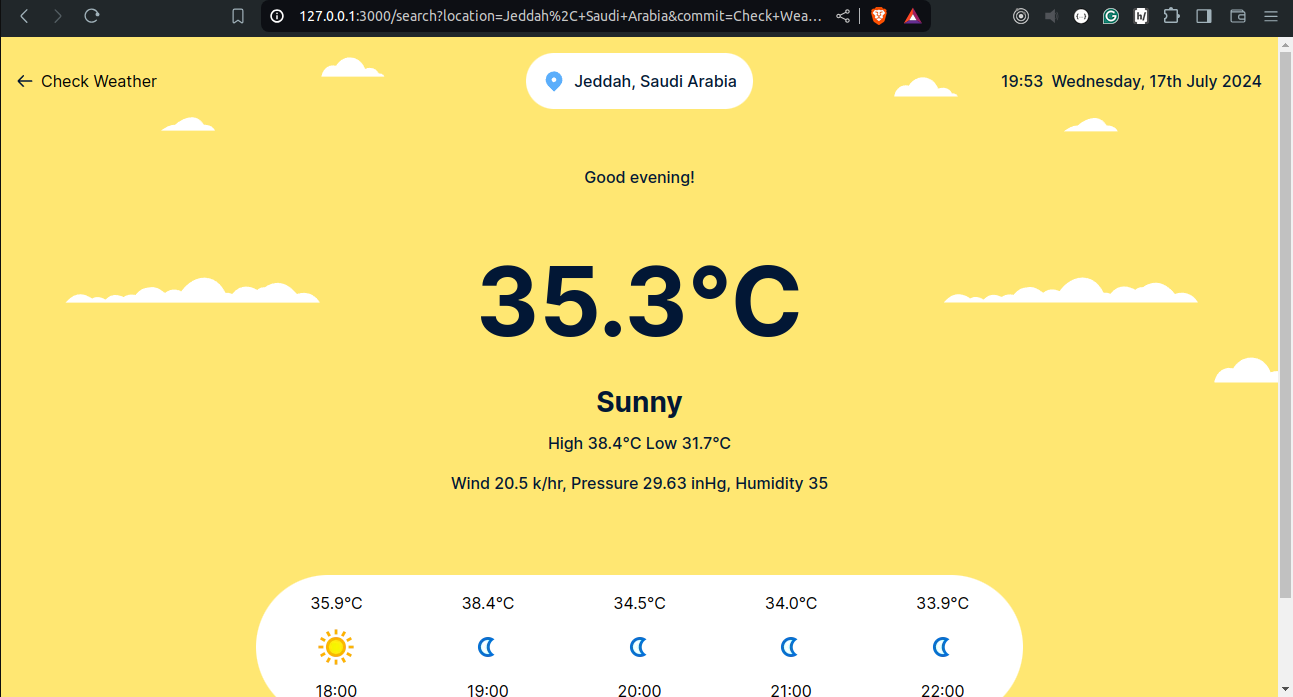 127.0.0.1:3000/search?location=Jeddah%2C+Saudi+Arabia&commit=Check+Wea...
h/
Check Weather
Jeddah, Saudi Arabia
19:53 Wednesday, 17th July 2024
Good evening!
35.3°C
Sunny
High 38.4°C Low 31.7°C
Wind 20.5 k/hr, Pressure 29.63 inHg, Humidity 35
35.9°C 38.4°C 34.5°C 34.0°C 33.9°C
18:00 19:00 20:00 21:00 22:00